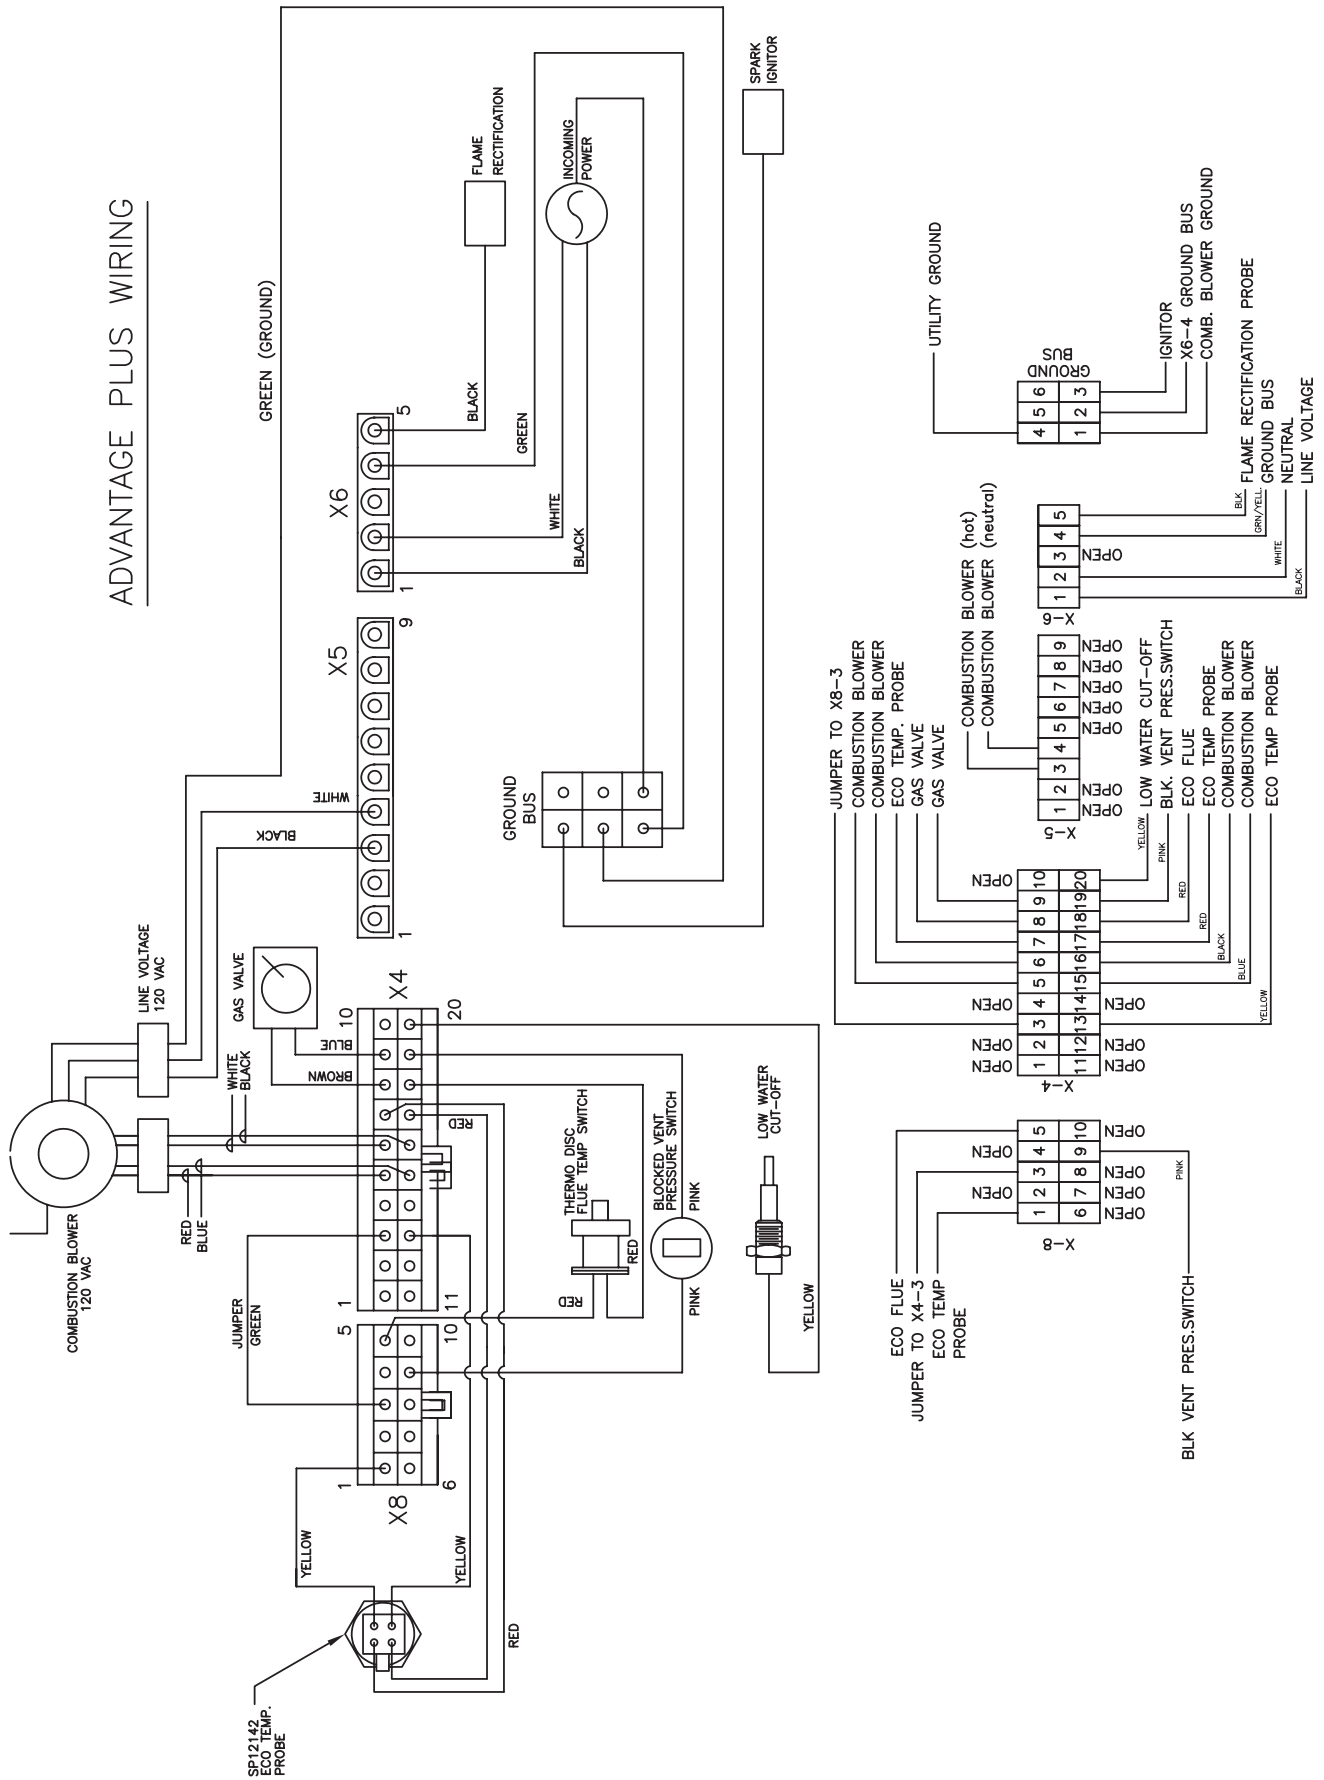 ADVANTAGE PLUS WIRING
COMBUSTION BLOWER
120 VAC
LINE VOLTAGE
120 VAC
RED
BLUE
WHITE
BLACK
GAS VALVE
BLACK
WHITE
GREEN (GROUND)
SP12142
ECO TEMP.
PROBE
YELLOW
YELLOW
RED
JUMPER
GREEN
X8
1
5
6
10
X4
1
10
11
20
BROWN
BLUE
RED
X5
1
9
X6
1
5
BLACK
WHITE
GREEN
BLACK
FLAME
RECTIFICATION
INCOMING
POWER
SPARK
IGNITOR
GROUND
BUS
THERMO DISC
FLUE TEMP SWITCH
RED
RED
BLOCKED VENT
PRESSURE SWITCH
PINK
PINK
LOW WATER
CUT-OFF
YELLOW
ECO FLUE
JUMPER TO X4-3
ECO TEMP
PROBE
X-8
1 2 3 4 5
6 7 8 9 10
OPEN
OPEN
OPEN
OPEN
OPEN
OPEN
PINK
BLK VENT PRES.SWITCH
JUMPER TO X8-3
COMBUSTION BLOWER
COMBUSTION BLOWER
ECO TEMP. PROBE
GAS VALVE
GAS VALVE
X-4
1 2 3 4 5 6 7 8 9 10
11 12 13 14 15 16 17 18 19 20
OPEN
OPEN
OPEN
OPEN
OPEN
OPEN
OPEN
YELLOW
LOW WATER CUT-OFF
PINK
BLK. VENT PRES.SWITCH
RED
ECO FLUE
RED
ECO TEMP PROBE
BLACK
COMBUSTION BLOWER
BLUE
COMBUSTION BLOWER
YELLOW
ECO TEMP PROBE
COMBUSTION BLOWER (hot)
COMBUSTION BLOWER (neutral)
X-5
1 2 3 4 5 6 7 8 9
OPEN
OPEN
OPEN
OPEN
OPEN
OPEN
OPEN
X-6
1 2 3 4 5
OPEN
BLK
FLAME RECTIFICATION PROBE
GRN/YELL.
GROUND BUS
WHITE
NEUTRAL
BLACK
LINE VOLTAGE
UTILITY GROUND
GROUND
BUS
4 5 6
1 2 3
IGNITOR
X6-4 GROUND BUS
COMB. BLOWER GROUND